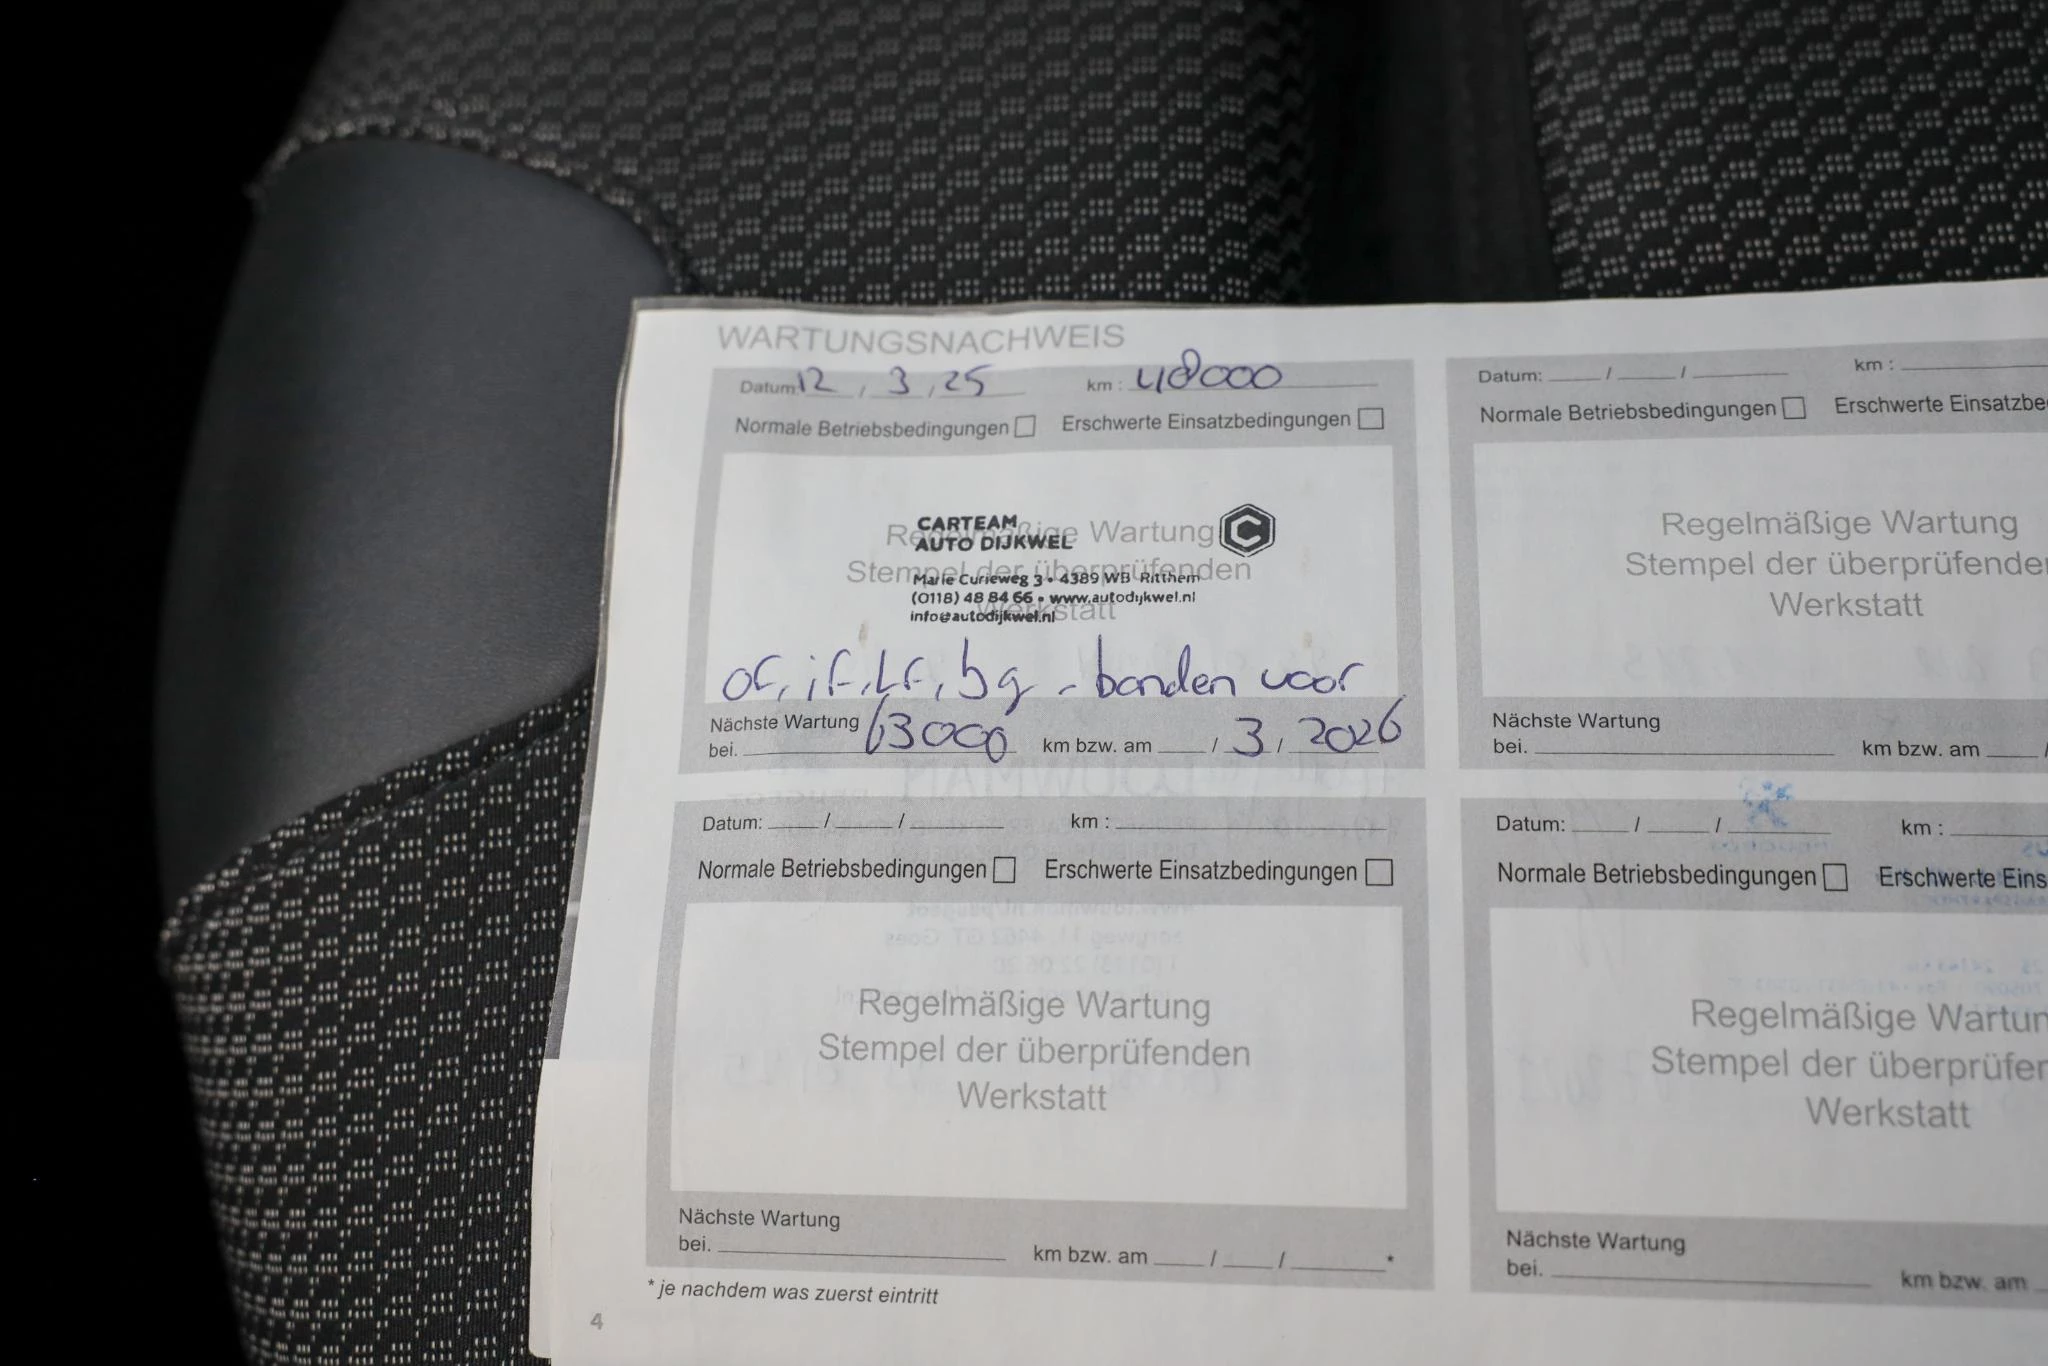 WARTUNGSNACHWEIS
Datum 12 / 3 / 25 km : 48000
Normale Betriebsbedingungen Erschwerte Einsatzbedingungen
Regelmäßige Wartung
Stempel der überprüfenden
Werkstatt
CARTEAM
AUTO DIJKWEL
C
Marie Curieweg 3 • 4389 WB Ritthem
(0118) 48 84 66 • www.autodijkwel.nl
info@autodijkwel.nl
of, if, Lf, bg - banden voor
Nächste Wartung
bei. 63000 km bzw. am / 3 / 2026
Datum: / / km :
Normale Betriebsbedingungen Erschwerte Einsatzbe
Regelmäßige Wartung
Stempel der überprüfende
Werkstatt
Nächste Wartung
bei. km bzw. am /
Datum: / / km :
Normale Betriebsbedingungen Erschwerte Einsatzbedingungen
Regelmäßige Wartung
Stempel der überprüfenden
Werkstatt
Nächste Wartung
bei. km bzw. am / / *
Datum: / / km :
Normale Betriebsbedingungen Erschwerte Eins
Regelmäßige Wartun
Stempel der überprüfer
Werkstatt
Nächste Wartung
bei. km bzw. am
* je nachdem was zuerst eintritt
4